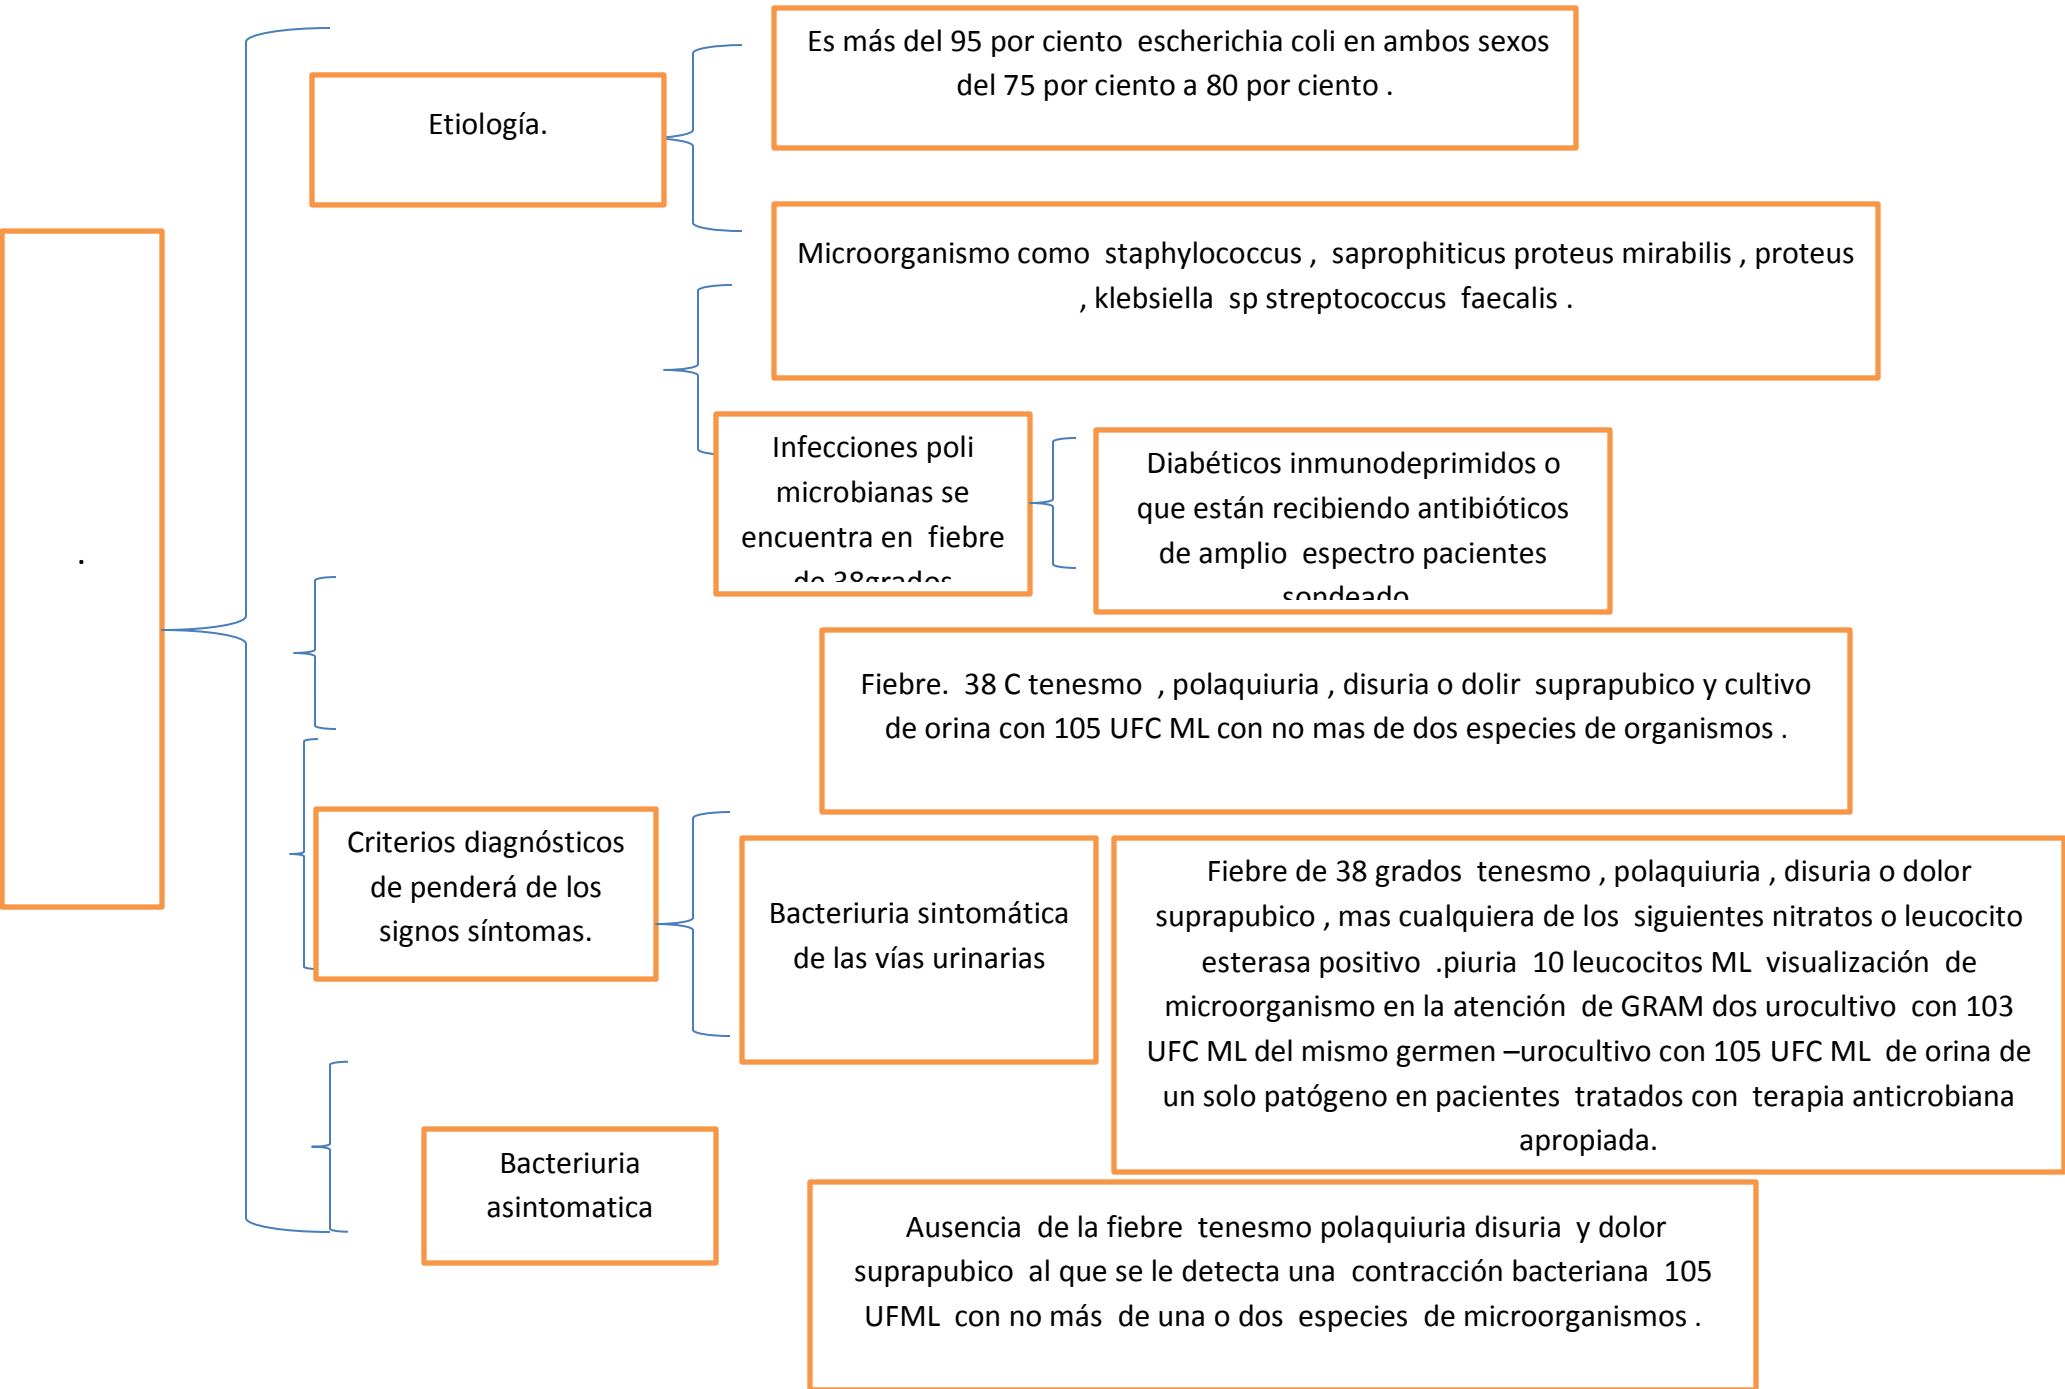 Es más del 95 por ciento escherichia coli en ambos sexos
del 75 por ciento a 80 por ciento .
Etiología.
Microorganismo como staphylococcus , saprophiticus proteus mirabilis , proteus
, klebsiella sp streptococcus faecalis .
Infecciones poli
microbianas se
encuentra en fiebre
de 38grados
Diabéticos inmunodeprimidos o
que están recibiendo antibióticos
de amplio espectro pacientes
sondeado
.
Fiebre. 38 C tenesmo , polaquiuria , disuria o dolir suprapubico y cultivo
de orina con 105 UFC ML con no mas de dos especies de organismos .
Criterios diagnósticos
de penderá de los
signos síntomas.
Bacteriuria sintomática
de las vías urinarias
Fiebre de 38 grados tenesmo , polaquiuria , disuria o dolor
suprapubico , mas cualquiera de los siguientes nitratos o leucocito
esterasa positivo .piuria 10 leucocitos ML visualización de
microorganismo en la atención de GRAM dos urocultivo con 103
UFC ML del mismo germen –urocultivo con 105 UFC ML de orina de
un solo patógeno en pacientes tratados con terapia anticrobiana
apropiada.
Bacteriuria
asintomatica
Ausencia de la fiebre tenesmo polaquiuria disuria y dolor
suprapubico al que se le detecta una contracción bacteriana 105
UFML con no más de una o dos especies de microorganismos .